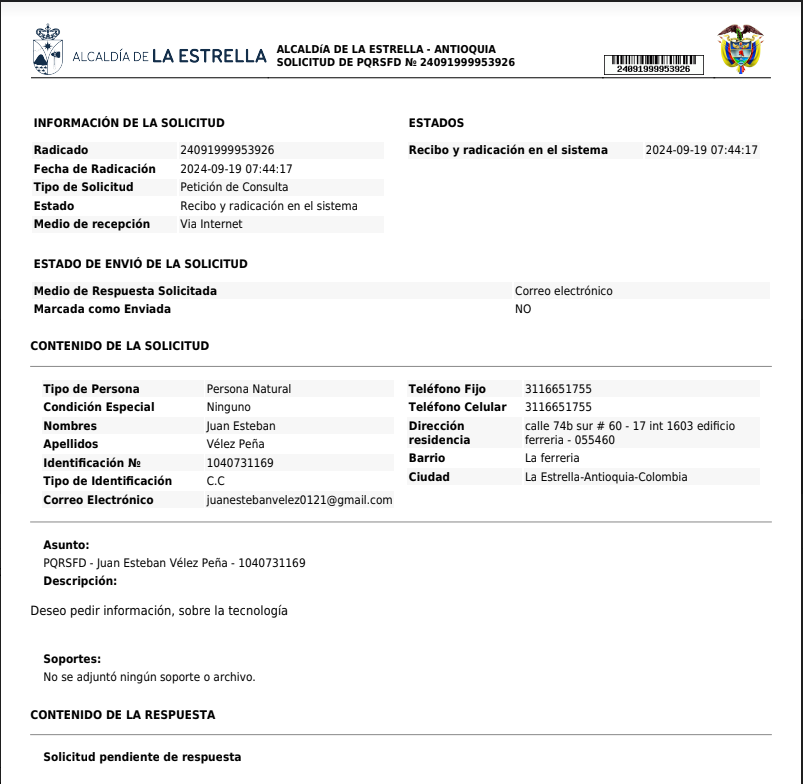 ALCALDÍA DE LA ESTRELLA
ALCALDíA DE LA ESTRELLA - ANTIOQUIA
SOLICITUD DE PQRSFD № 24091999953926
24091999953926
INFORMACIÓN DE LA SOLICITUD
Radicado 24091999953926
Fecha de Radicación 2024-09-19 07:44:17
Tipo de Solicitud Petición de Consulta
Estado Recibo y radicación en el sistema
Medio de recepción Via Internet
ESTADOS
Recibo y radicación en el sistema 2024-09-19 07:44:17
ESTADO DE ENVIÓ DE LA SOLICITUD
Medio de Respuesta Solicitada Correo electrónico
Marcada como Enviada NO
CONTENIDO DE LA SOLICITUD
Tipo de Persona Persona Natural
Condición Especial Ninguno
Nombres Juan Esteban
Apellidos Vélez Peña
Identificación № 1040731169
Tipo de Identificación C.C
Correo Electrónico juanestebanvelez0121@gmail.com
Teléfono Fijo 3116651755
Teléfono Celular 3116651755
Dirección residencia calle 74b sur # 60 - 17 int 1603 edificio
ferreria - 055460
Barrio La ferreria
Ciudad La Estrella-Antioquia-Colombia
Asunto:
PQRSFD - Juan Esteban Vélez Peña - 1040731169
Descripción:
Deseo pedir información, sobre la tecnología
Soportes:
No se adjuntó ningún soporte o archivo.
CONTENIDO DE LA RESPUESTA
Solicitud pendiente de respuesta